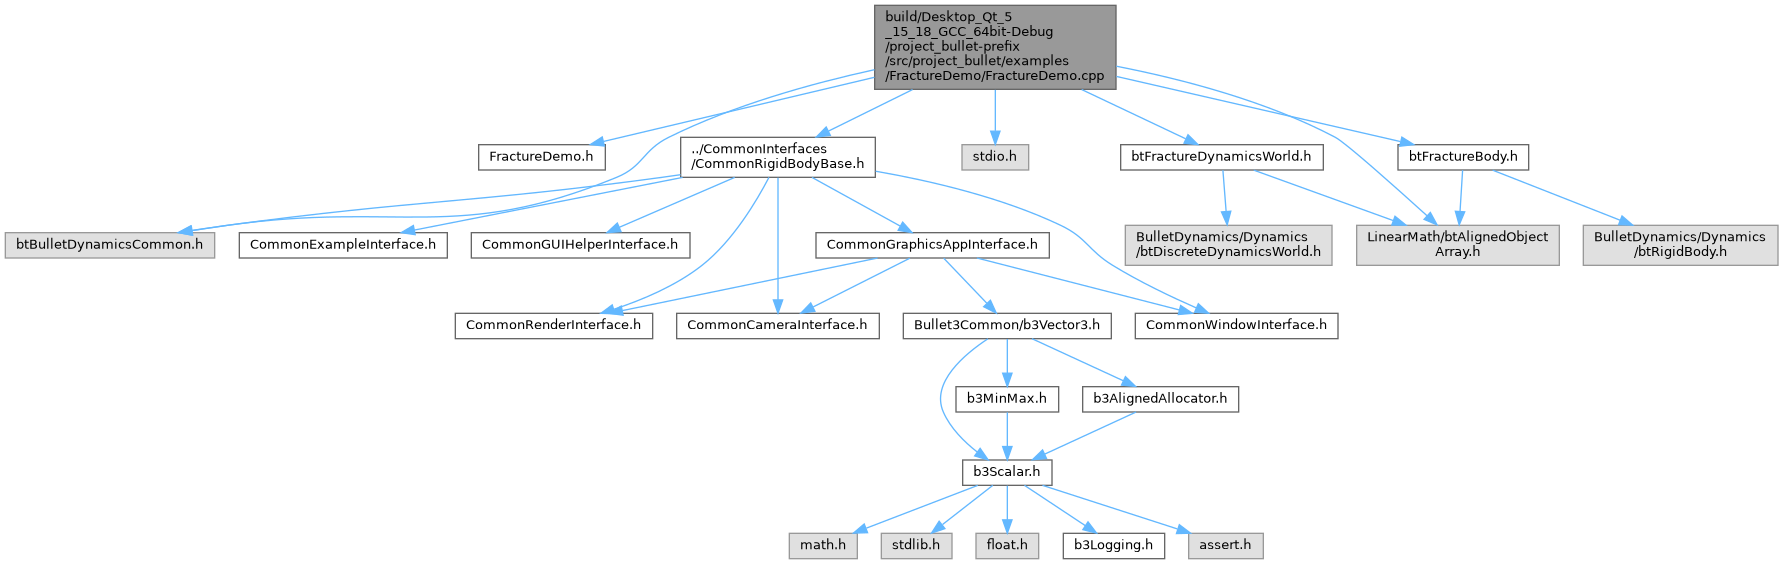 build/Desktop_Qt_5
_15_18_GCC_64bit-Debug
/project_bullet-prefix
/src/project_bullet/examples
/FractureDemo/FractureDemo.cpp
FractureDemo.h
../CommonInterfaces
/CommonRigidBodyBase.h
stdio.h
btFractureDynamicsWorld.h
btFractureBody.h
btBulletDynamicsCommon.h
CommonExampleInterface.h
CommonGUIHelperInterface.h
CommonGraphicsAppInterface.h
BulletDynamics/Dynamics
/btDiscreteDynamicsWorld.h
LinearMath/btAlignedObject
Array.h
BulletDynamics/Dynamics
/btRigidBody.h
CommonRenderInterface.h
CommonCameraInterface.h
Bullet3Common/b3Vector3.h
CommonWindowInterface.h
b3MinMax.h
b3AlignedAllocator.h
b3Scalar.h
math.h
stdlib.h
float.h
b3Logging.h
assert.h